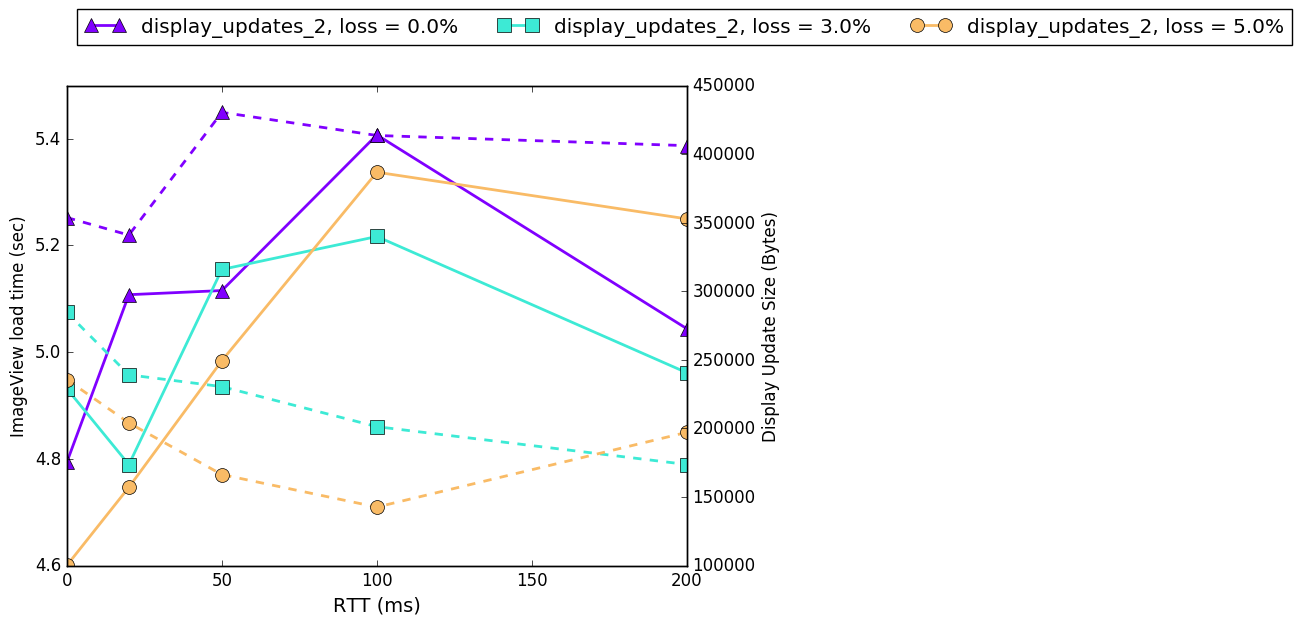 display_updates_2, loss = 0.0% display_updates_2, loss = 3.0% display_updates_2, loss = 5.0%
ImageView load time (sec)
5.4
5.2
5.0
4.8
4.6
450000
400000
350000
300000
250000
200000
150000
100000
Display Update Size (Bytes)
0 50 100 150 200
RTT (ms)